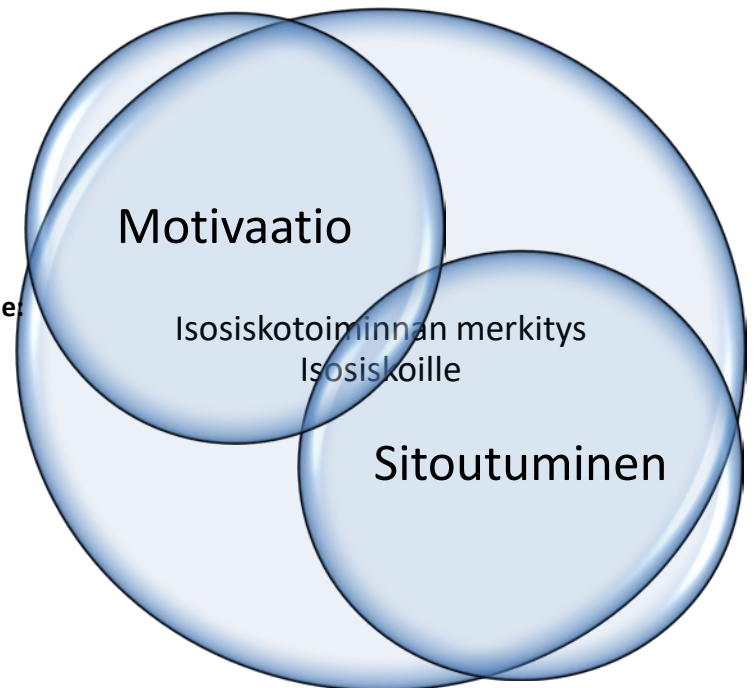 Motivaatio
e:
Isosiskotoiminnan merkitys
Isosiskoille
Sitoutuminen